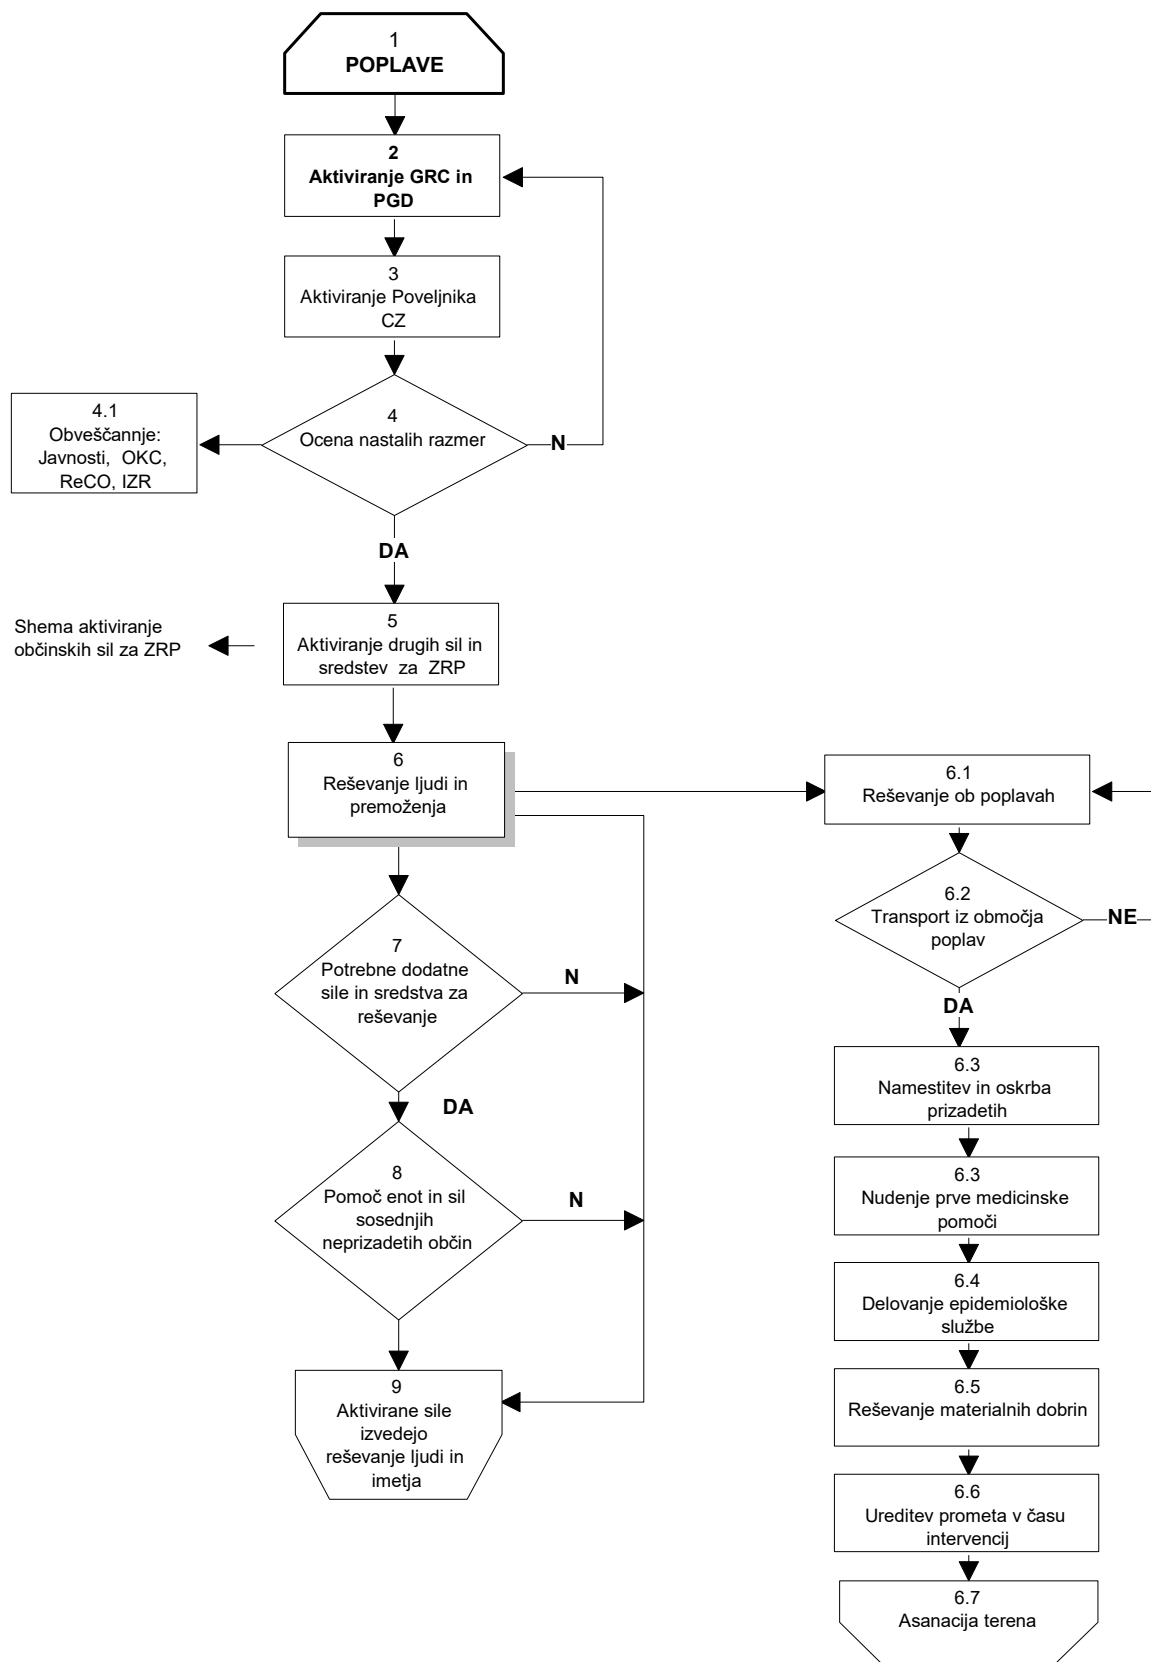 1
POPLAVE
2
Aktiviranje GRC in
PGD
3
Aktiviranje Poveljnika
CZ
4
Ocena nastalih razmer
N
4.1
Obveščannje:
Javnosti, OKC,
ReCO, IZR
DA
5
Aktiviranje drugih sil in
sredstev za ZRP
Shema aktiviranje
občinskih sil za ZRP
6
Reševanje ljudi in
premoženja
7
Potrebne dodatne
sile in sredstva za
reševanje
N
DA
8
Pomoč enot in sil
sosednjih
neprizadetih občin
N
9
Aktivirane sile
izvedejo
reševanje ljudi in
imetja
6.1
Reševanje ob poplavah
6.2
Transport iz območja
poplav
NE
DA
6.3
Namestitev in oskrba
prizadetih
6.3
Nudenje prve medicinske
pomoči
6.4
Delovanje epidemiološke
službe
6.5
Reševanje materialnih dobrin
6.6
Ureditev prometa v času
intervencij
6.7
Asanacija terena